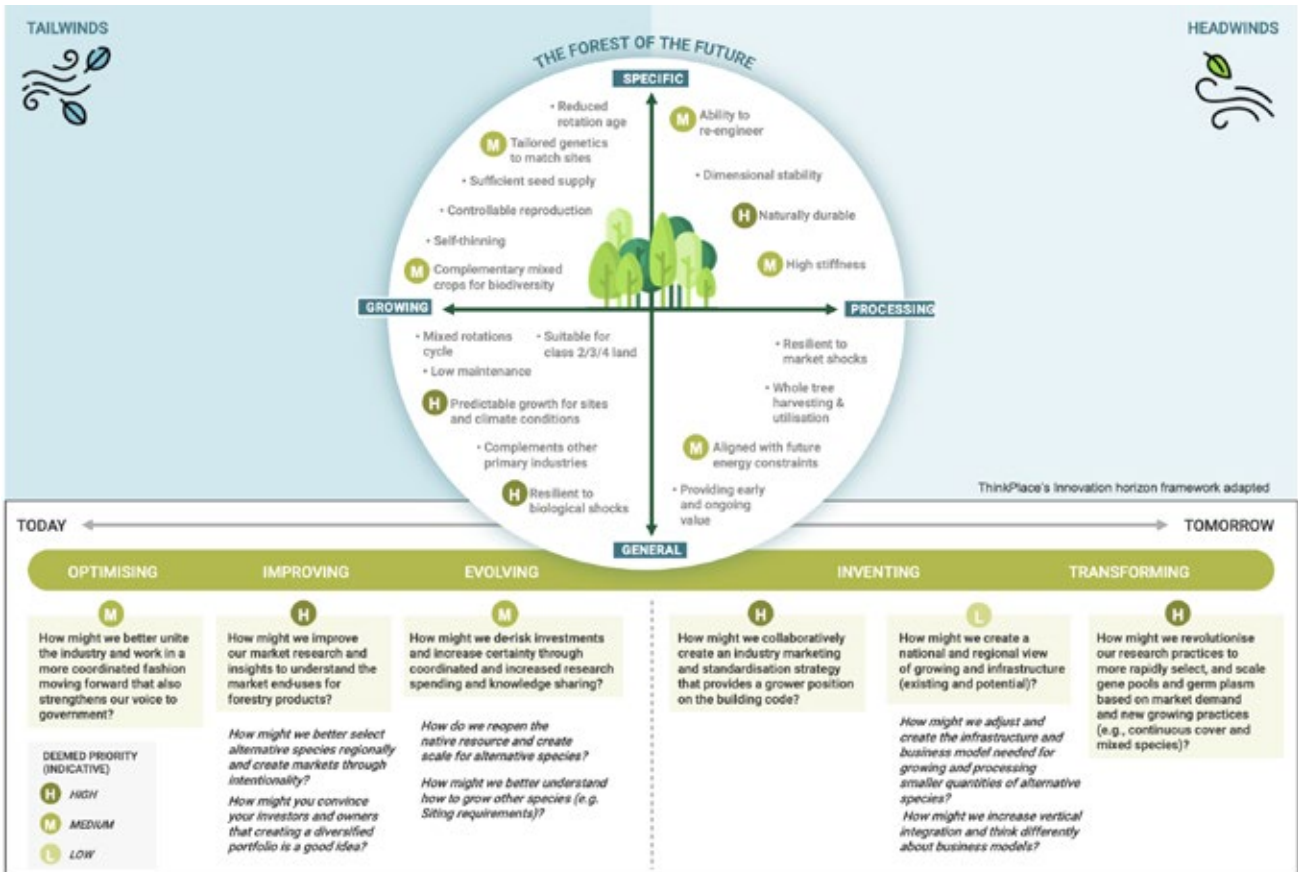 TAILWINDS
HEADWINDS
THE FOREST OF THE FUTURE
SPECIFIC
• Reduced
rotation age
M Tailored genetics
to match sites
• Sufficient seed supply
• Controllable reproduction
• Self-thinning
M Complementary mixed
crops for biodiversity
M Ability to
re-engineer
• Dimensional stability
H Naturally durable
M High stiffness
GROWING
PROCESSING
• Mixed rotations
cycle
• Suitable for
class 2/3/4 land
• Low maintenance
H Predictable growth for sites
and climate conditions
• Complements other
primary industries
H Resilient to
biological shocks
• Resilient to
market shocks
• Whole tree
harvesting &
utilisation
M Aligned with future
energy constraints
• Providing early
and ongoing
value
GENERAL
ThinkPlace's Innovation horizon framework adapted
TODAY
TOMORROW
OPTIMISING
IMPROVING
EVOLVING
INVENTING
TRANSFORMING
M
How might we better unite
the industry and work in a
more coordinated fashion
moving forward that also
strengthens our voice to
government?
DEEMED PRIORITY
(INDICATIVE)
H HIGH
M MEDIUM
L LOW
H
How might we improve
our market research and
insights to understand the
market end-uses for
forestry products?
How might we better select
alternative species regionally
and create markets through
intentionality?
How might you convince
your investors and owners
that creating a diversified
portfolio is a good idea?
M
How might we de-risk investments
and increase certainty through
coordinated and increased research
spending and knowledge sharing?
How do we reopen the
native resource and create
scale for alternative species?
How might we better understand
how to grow other species (e.g.
Siting requirements)?
H
How might we collaboratively
create an industry marketing
and standardisation strategy
that provides a grower position
on the building code?
L
How might we create a
national and regional view
of growing and infrastructure
(existing and potential)?
How might we adjust and
create the infrastructure and
business model needed for
growing and processing
smaller quantities of alternative
species?
How might we increase vertical
integration and think differently
about business models?
H
How might we revolutionise
our research practices to
more rapidly select, and scale
gene pools and germ plasm
based on market demand
and new growing practices
(e.g., continuous cover and
mixed species)?